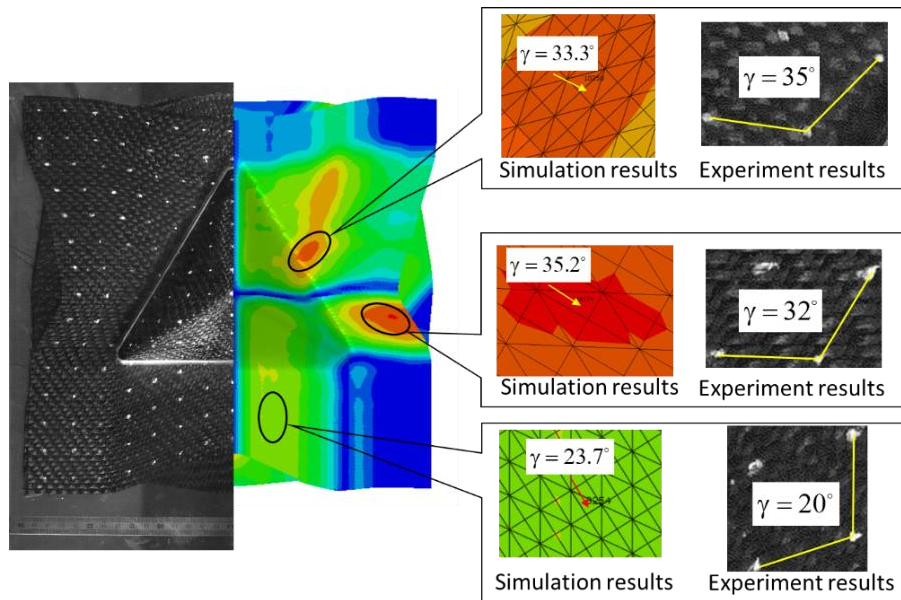 γ = 33.3°
γ = 35°
Simulation results
Experiment results
γ = 35.2°
γ = 32°
Simulation results
Experiment results
γ = 23.7°
γ = 20°
Simulation results
Experiment results